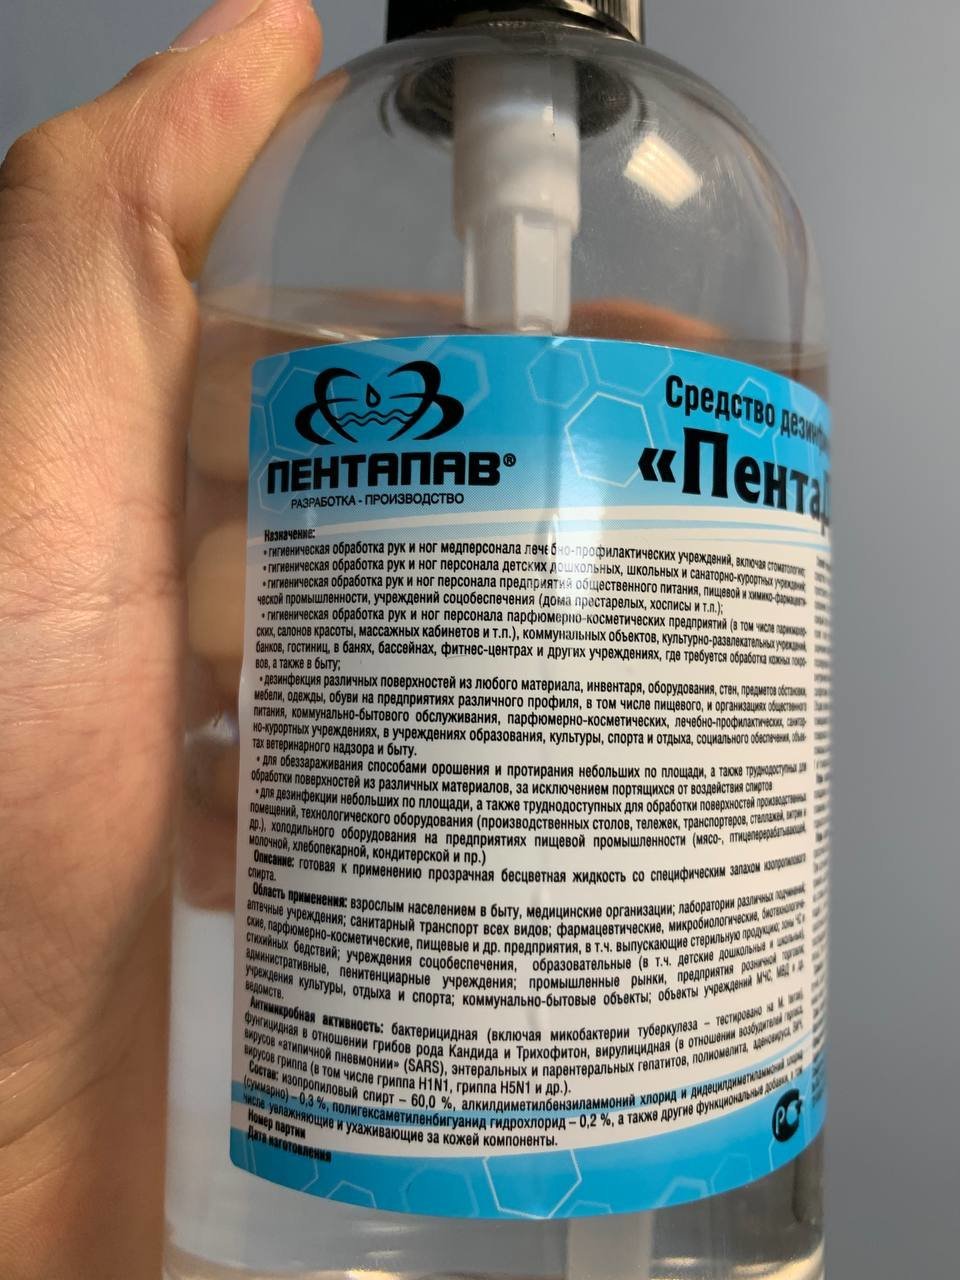 ПЕНТАПАВ®
РАЗРАБОТКА - ПРОИЗВОДСТВО
Средство дезинф
«Пента
Назначение:
• гигиеническая обработка рук и ног медперсонала лечебно-профилактических учреждений, включая стоматологию;
• гигиеническая обработка рук и ног персонала детских дошкольных, школьных и санаторно-курортных учреждений;
• гигиеническая обработка рук и ног персонала предприятий общественного питания, пищевой и химико-фармацевти-
ческой промышленности, учреждений соцобеспечения (дома престарелых, хосписы и т.п.);
• гигиеническая обработка рук и ног персонала парфюмерно-косметических предприятий (в том числе парикмахер-
ских, салонов красоты, массажных кабинетов и т.п.), коммунальных объектов, культурно-развлекательных учреждений,
банков, гостиниц, в банях, бассейнах, фитнес-центрах и других учреждениях, где требуется обработка кожных покро-
вов, а также в быту;
• дезинфекция различных поверхностей из любого материала, инвентаря, оборудования, стен, предметов обстановки,
мебели, одежды, обуви на предприятиях различного профиля, в том числе пищевого, и организациях общественного
питания, коммунально-бытового обслуживания, парфюмерно-косметических, лечебно-профилактических, санатор-
но-курортных учреждениях, в учреждениях образования, культуры, спорта и отдыха, социального обеспечения, объек-
тах ветеринарного надзора и быту.
• для обеззараживания способами орошения и протирания небольших по площади, а также труднодоступных для
обработки поверхностей из различных материалов, за исключением портящихся от воздействия спиртов
• для дезинфекции небольших по площади, а также труднодоступных для обработки поверхностей производственных
помещений, технологического оборудования (производственных столов, тележек, транспортеров, стеллажей, витрин и
др.), холодильного оборудования на предприятиях пищевой промышленности (мясо-, птицеперерабатывающей,
молочной, хлебопекарной, кондитерской и пр.)
Описание: готовая к применению прозрачная бесцветная жидкость со специфическим запахом изопропилового
спирта.
Область применения: взрослым населением в быту, медицинские организации; лаборатории различных подчинений;
аптечные учреждения; санитарный транспорт всех видов; фармацевтические, микробиологические, биотехнологиче-
ские, парфюмерно-косметические, пищевые и др. предприятия, в т.ч. выпускающие стерильную продукцию; зоны ЧС и
стихийных бедствий; учреждения соцобеспечения, образовательные (в т.ч. детские дошкольные и школьные),
административные, пенитенциарные учреждения; промышленные рынки, предприятия розничной торговли,
учреждения культуры, отдыха и спорта; коммунально-бытовые объекты; объекты учреждений МЧС, МВД и др.
ведомств.
Антимикробная активность: бактерицидная (включая микобактерии туберкулеза – тестировано на M. terrae),
фунгицидная в отношении грибов рода Кандида и Трихофитон, вирулицидная (в отношении возбудителей герпеса,
вирусов «атипичной пневмонии» (SARS), энтеральных и парентеральных гепатитов, полиомелита, аденовируса, ВИЧ,
вирусов гриппа (в том числе гриппа H1N1, гриппа H5N1 и др.).
Состав: изопропиловый спирт – 60,0 %, алкилдиметилбензиламмоний хлорид и дидецилдиметиламмоний хлорид
(суммарно) – 0,3 %, полигексаметиленбигуанид гидрохлорид – 0,2 %, а также другие функциональные добавки, в том
числе увлажняющие и ухаживающие за кожей компоненты.
Номер партии
Дата изготовления